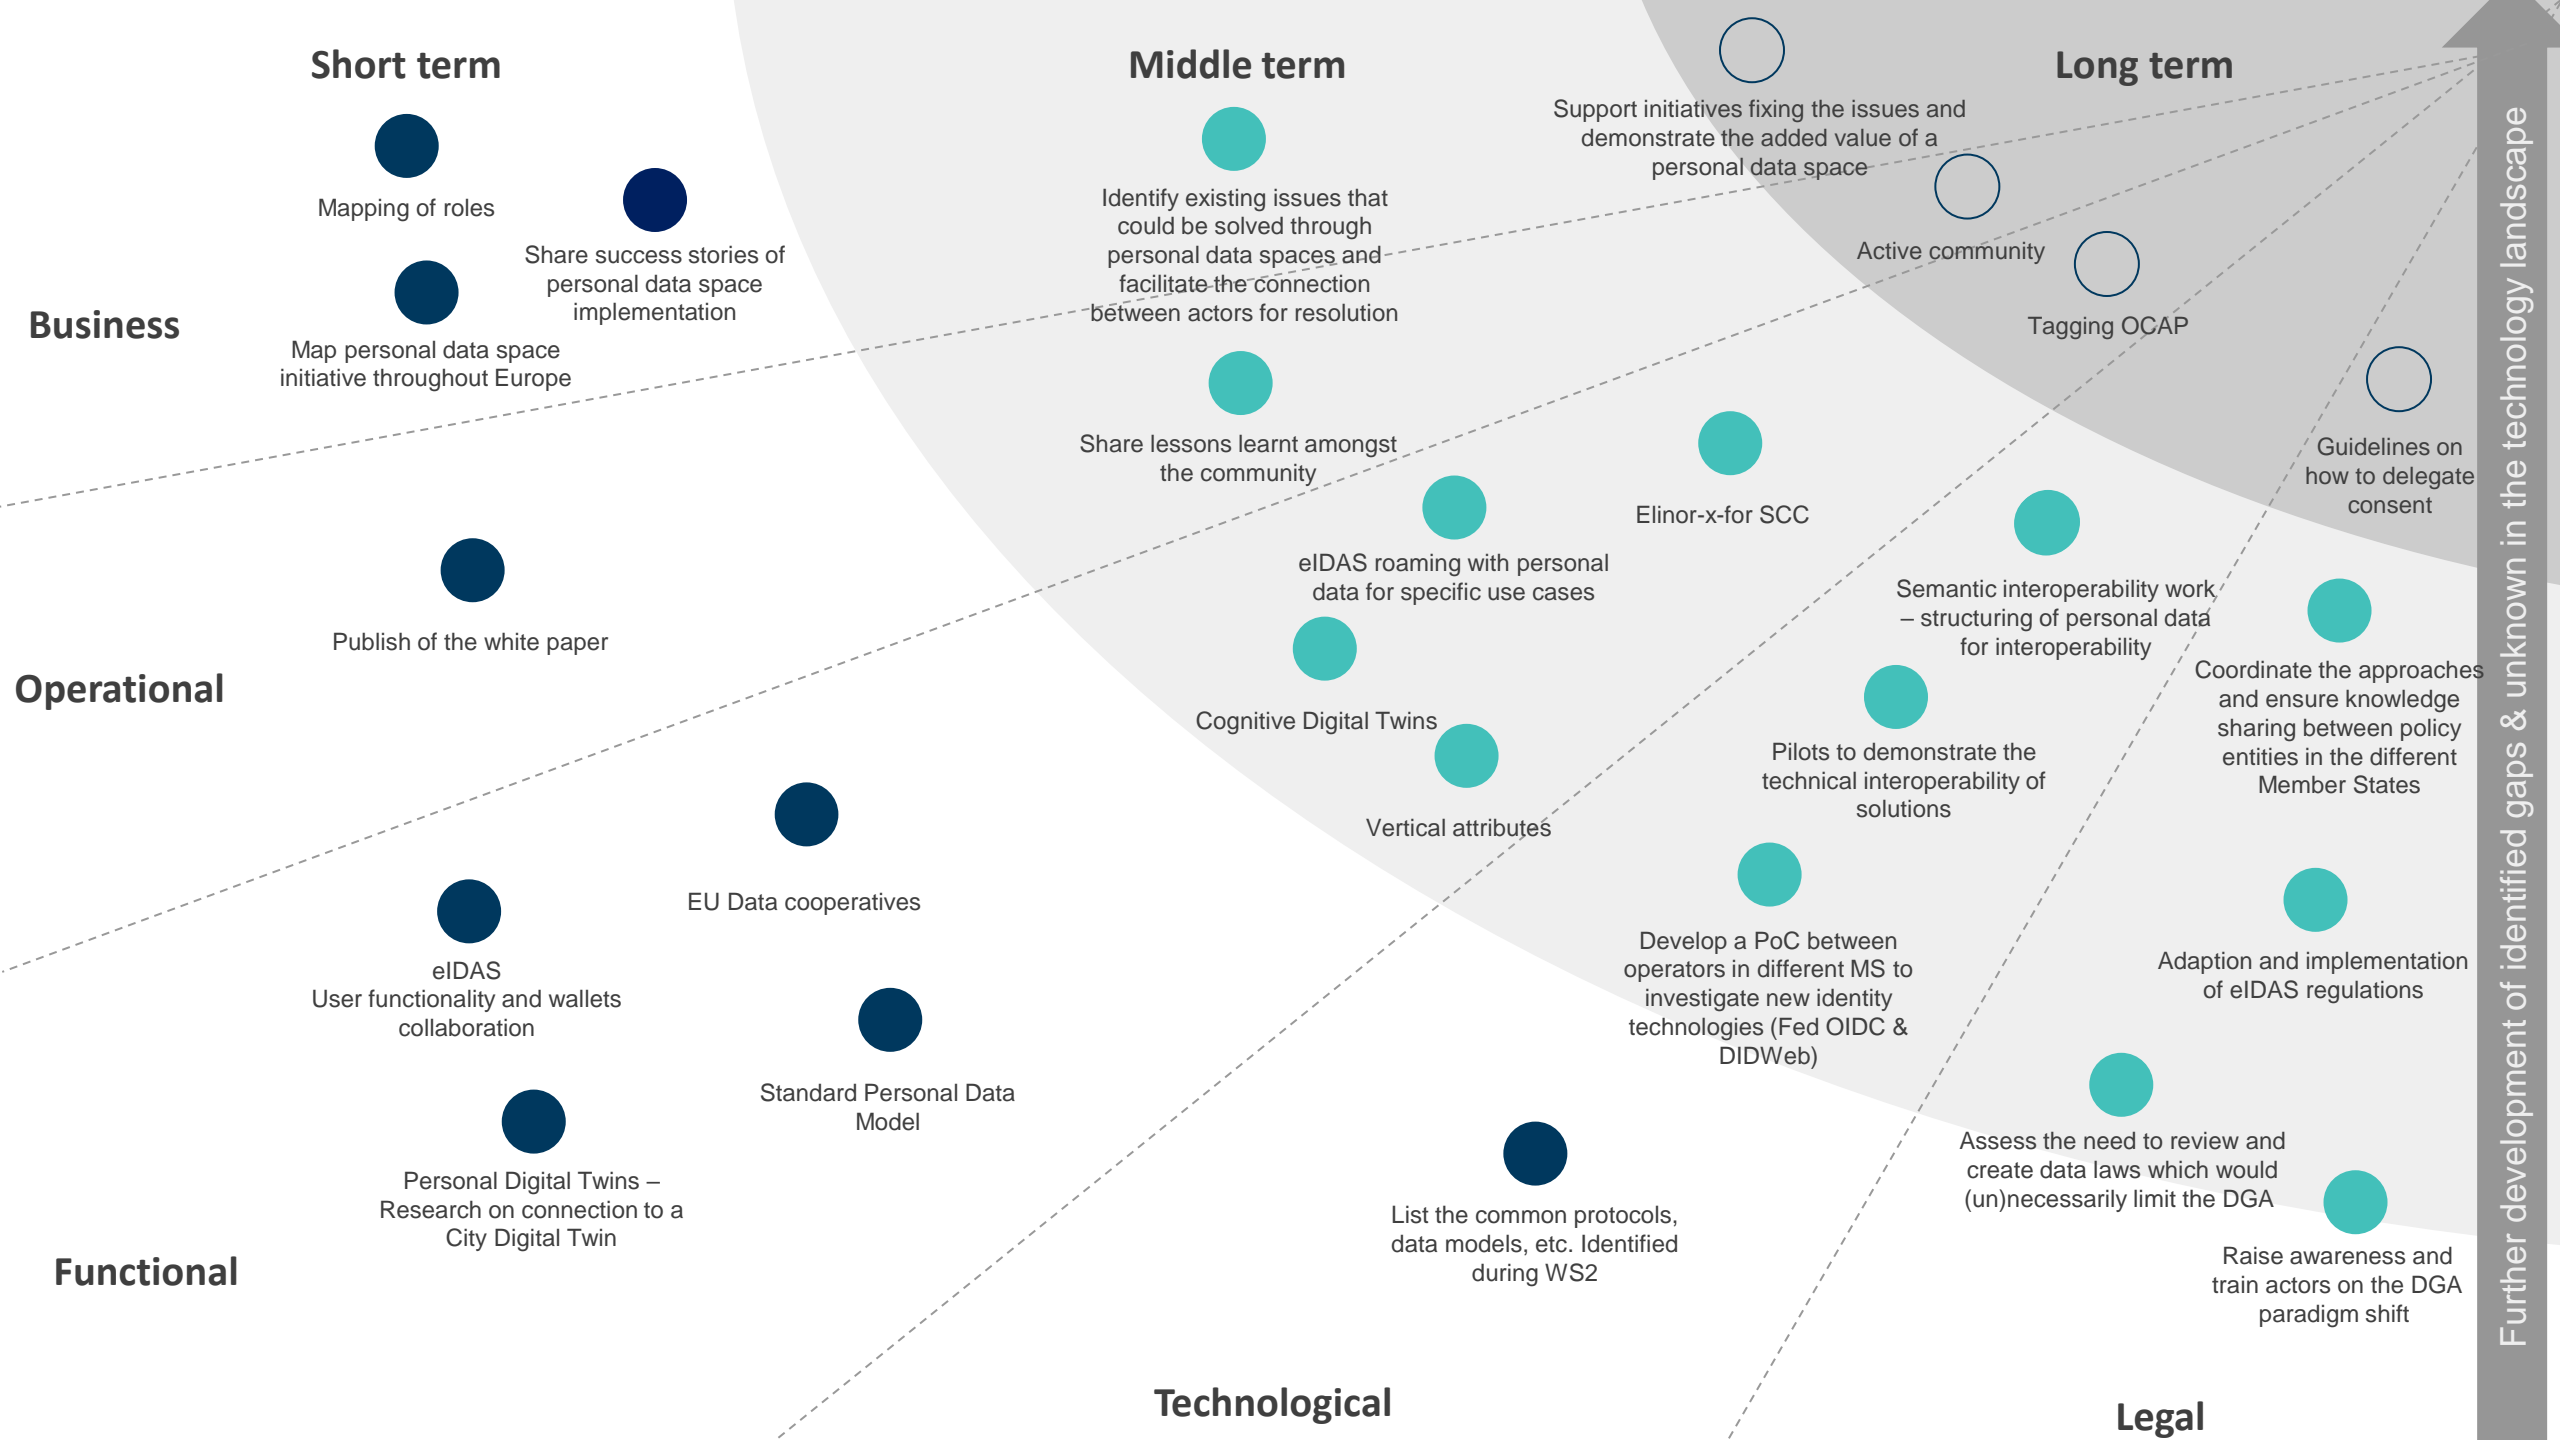 Short term
Middle term
Long term
Mapping of roles
Share success stories of
personal data space
implementation
Business
Map personal data space
initiative throughout Europe
Identify existing issues that
could be solved through
personal data spaces and
facilitate the connection
between actors for resolution
Support initiatives fixing the issues and
demonstrate the added value of a
personal data space
Active community
Tagging OCAP
Guidelines on
how to delegate
consent
Share lessons learnt amongst
the community
Elinor-x-for SCC
eIDAS roaming with personal
data for specific use cases
Semantic interoperability work
– structuring of personal data
for interoperability
Publish of the white paper
Operational
Cognitive Digital Twins
Coordinate the approaches
and ensure knowledge
sharing between policy
entities in the different
Member States
Pilots to demonstrate the
technical interoperability of
solutions
Vertical attributes
EU Data cooperatives
eIDAS
User functionality and wallets
collaboration
Develop a PoC between
operators in different MS to
investigate new identity
technologies (Fed OIDC &
DIDWeb)
Adaption and implementation
of eIDAS regulations
Standard Personal Data
Model
Personal Digital Twins –
Research on connection to a
City Digital Twin
Assess the need to review and
create data laws which would
(un)necessarily limit the DGA
List the common protocols,
data models, etc. Identified
during WS2
Raise awareness and
train actors on the DGA
paradigm shift
Functional
Technological
Legal
Further development of identified gaps & unknown in the technology landscape